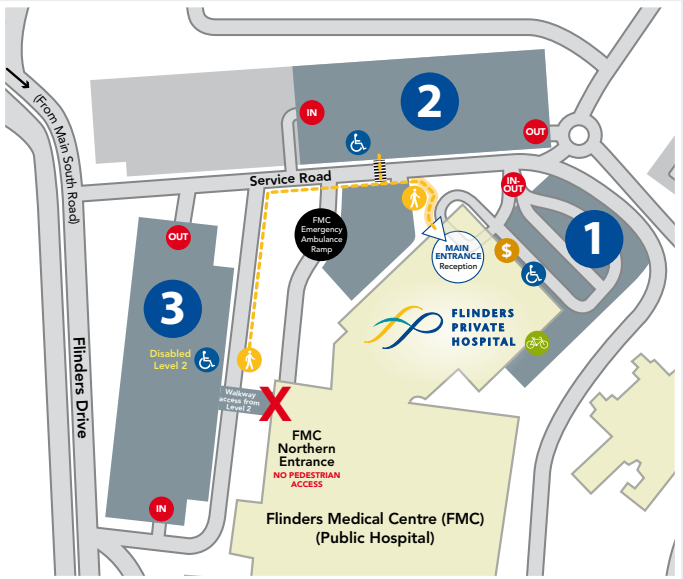 (From Main South Road)
2
IN
OUT
Service Road
IN-
OUT
1
FMC
Emergency
Ambulance
Ramp
OUT
MAIN
ENTRANCE
Reception
$
3
FLINDERS
PRIVATE
HOSPITAL
Disabled
Level 2
Flinders Drive
Walkway
access from
Level 2
X
FMC
Northern
Entrance
NO PEDESTRIAN
ACCESS
IN
Flinders Medical Centre (FMC)
(Public Hospital)